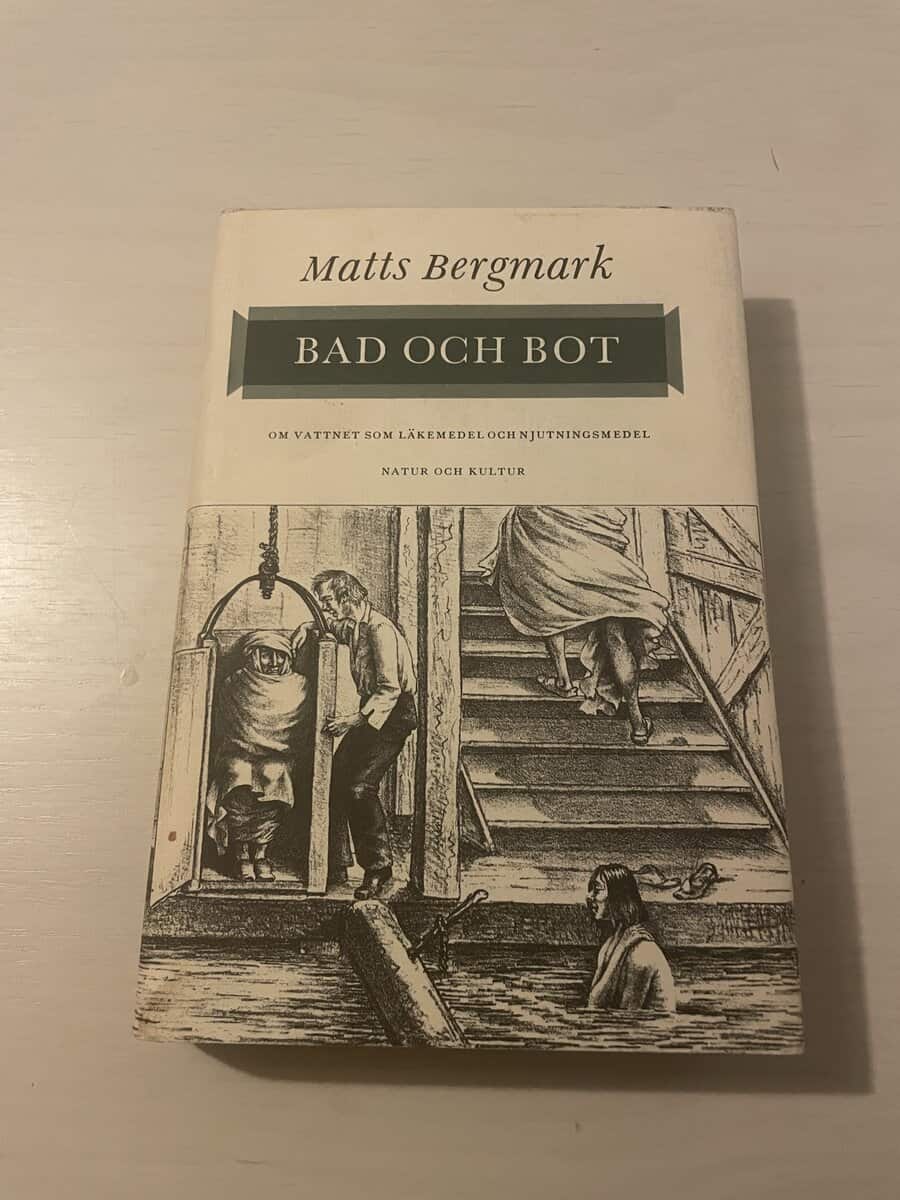 Matts Bergmark
BAD OCH BOT
OM VATTNET SOM LÄKEMEDEL OCH NJUTNINGSMEDEL
NATUR OCH KULTUR